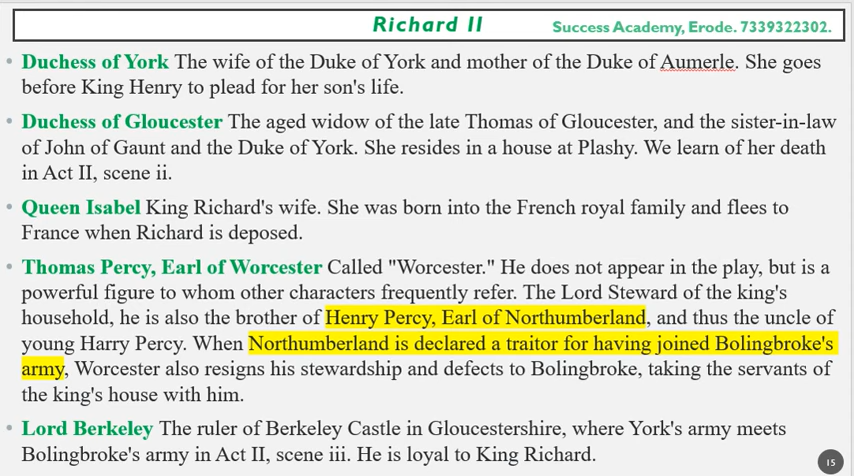 Richard II Success Academy, Erode. 7339322302.
• Duchess of York The wife of the Duke of York and mother of the Duke of Aumerle. She goes
before King Henry to plead for her son's life.
• Duchess of Gloucester The aged widow of the late Thomas of Gloucester, and the sister-in-law
of John of Gaunt and the Duke of York. She resides in a house at Plashy. We learn of her death
in Act II, scene ii.
• Queen Isabel King Richard's wife. She was born into the French royal family and flees to
France when Richard is deposed.
• Thomas Percy, Earl of Worcester Called "Worcester." He does not appear in the play, but is a
powerful figure to whom other characters frequently refer. The Lord Steward of the king's
household, he is also the brother of Henry Percy, Earl of Northumberland, and thus the uncle of
young Harry Percy. When Northumberland is declared a traitor for having joined Bolingbroke's
army, Worcester also resigns his stewardship and defects to Bolingbroke, taking the servants of
the king's house with him.
• Lord Berkeley The ruler of Berkeley Castle in Gloucestershire, where York's army meets
Bolingbroke's army in Act II, scene iii. He is loyal to King Richard.
15